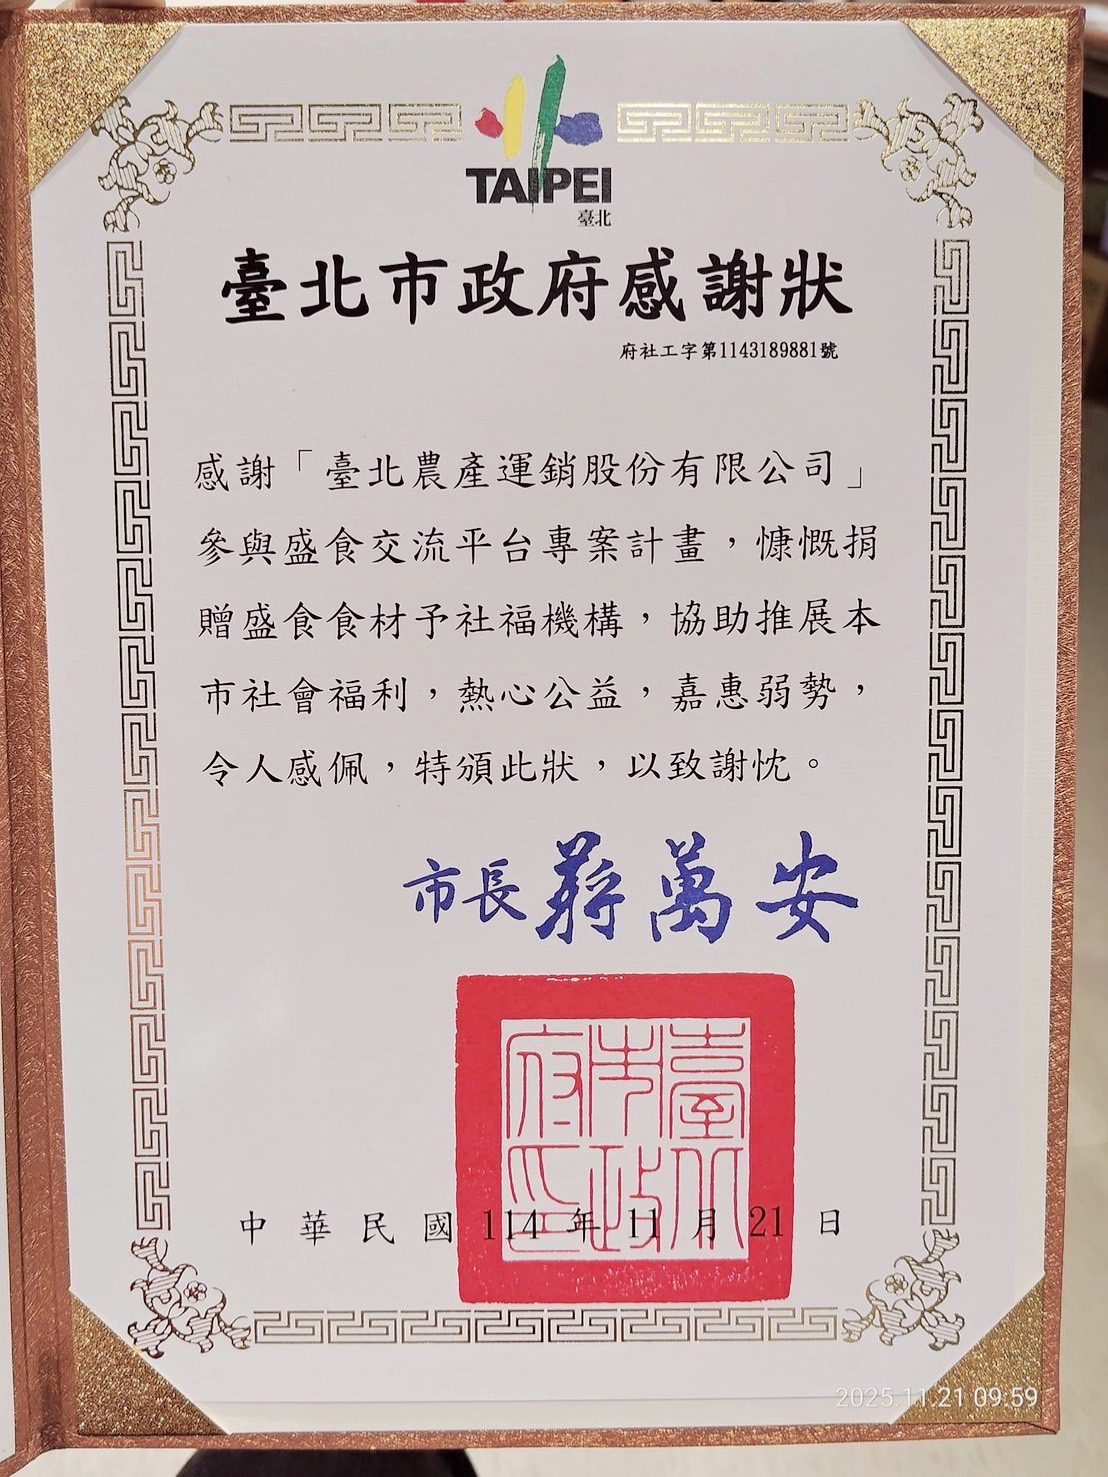 TAIPEI
臺北
臺北市政府感謝狀
府社工字第1143189881號
感謝「臺北農產運銷股份有限公司」
參與盛食交流平台專案計畫，慷慨捐
贈盛食食材予社福機構，協助推展本
市社會福利，熱心公益，嘉惠弱勢，
令人感佩，特頒此狀，以致謝忱。
市長 蔣萬安
臺北市政府印
中華民國114年11月21日
2025.11.21 09:59